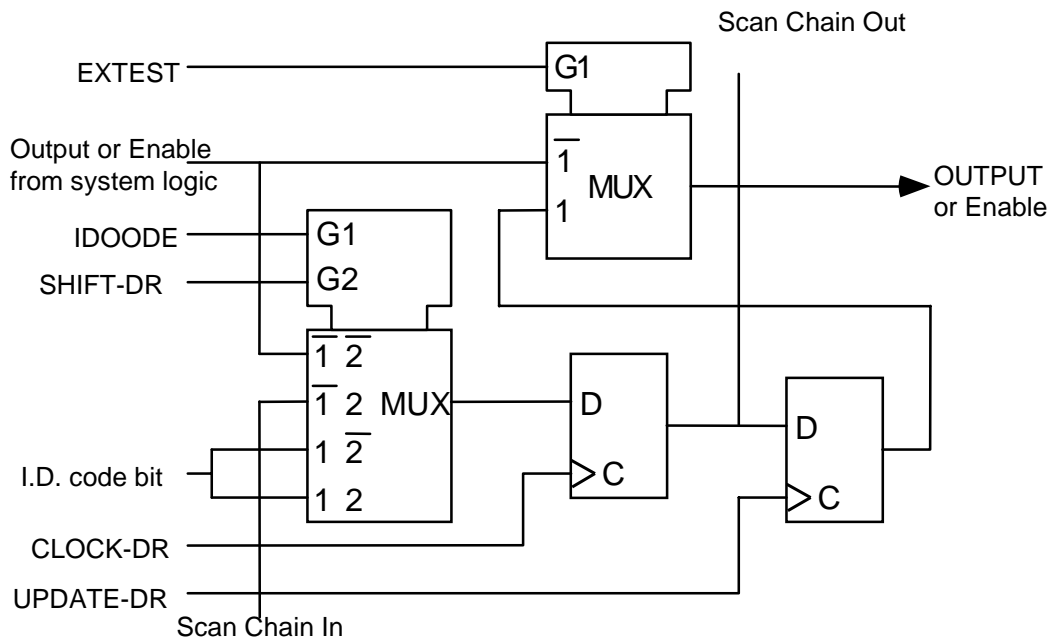 Scan Chain Out
EXTEST
G1
Output or Enable
from system logic
1
MUX
1
OUTPUT
or Enable
IDOODE
G1
SHIFT-DR
G2
1 2
1 2 MUX
1 2
1 2
I.D. code bit
D
C
D
C
CLOCK-DR
UPDATE-DR
Scan Chain In